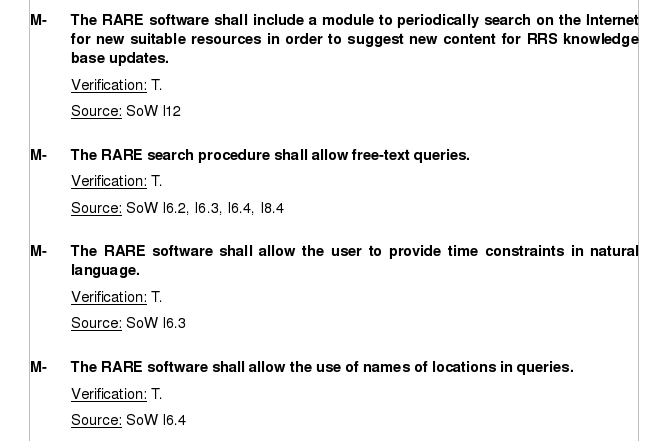 M- The RARE software shall include a module to periodically search on the Internet
for new suitable resources in order to suggest new content for RRS knowledge
base updates.
Verification: T.
Source: SoW I12
M- The RARE search procedure shall allow free-text queries.
Verification: T.
Source: SoW I6.2, I6.3, I6.4, I8.4
M- The RARE software shall allow the user to provide time constraints in natural
language.
Verification: T.
Source: SoW I6.3
M- The RARE software shall allow the use of names of locations in queries.
Verification: T.
Source: SoW I6.4